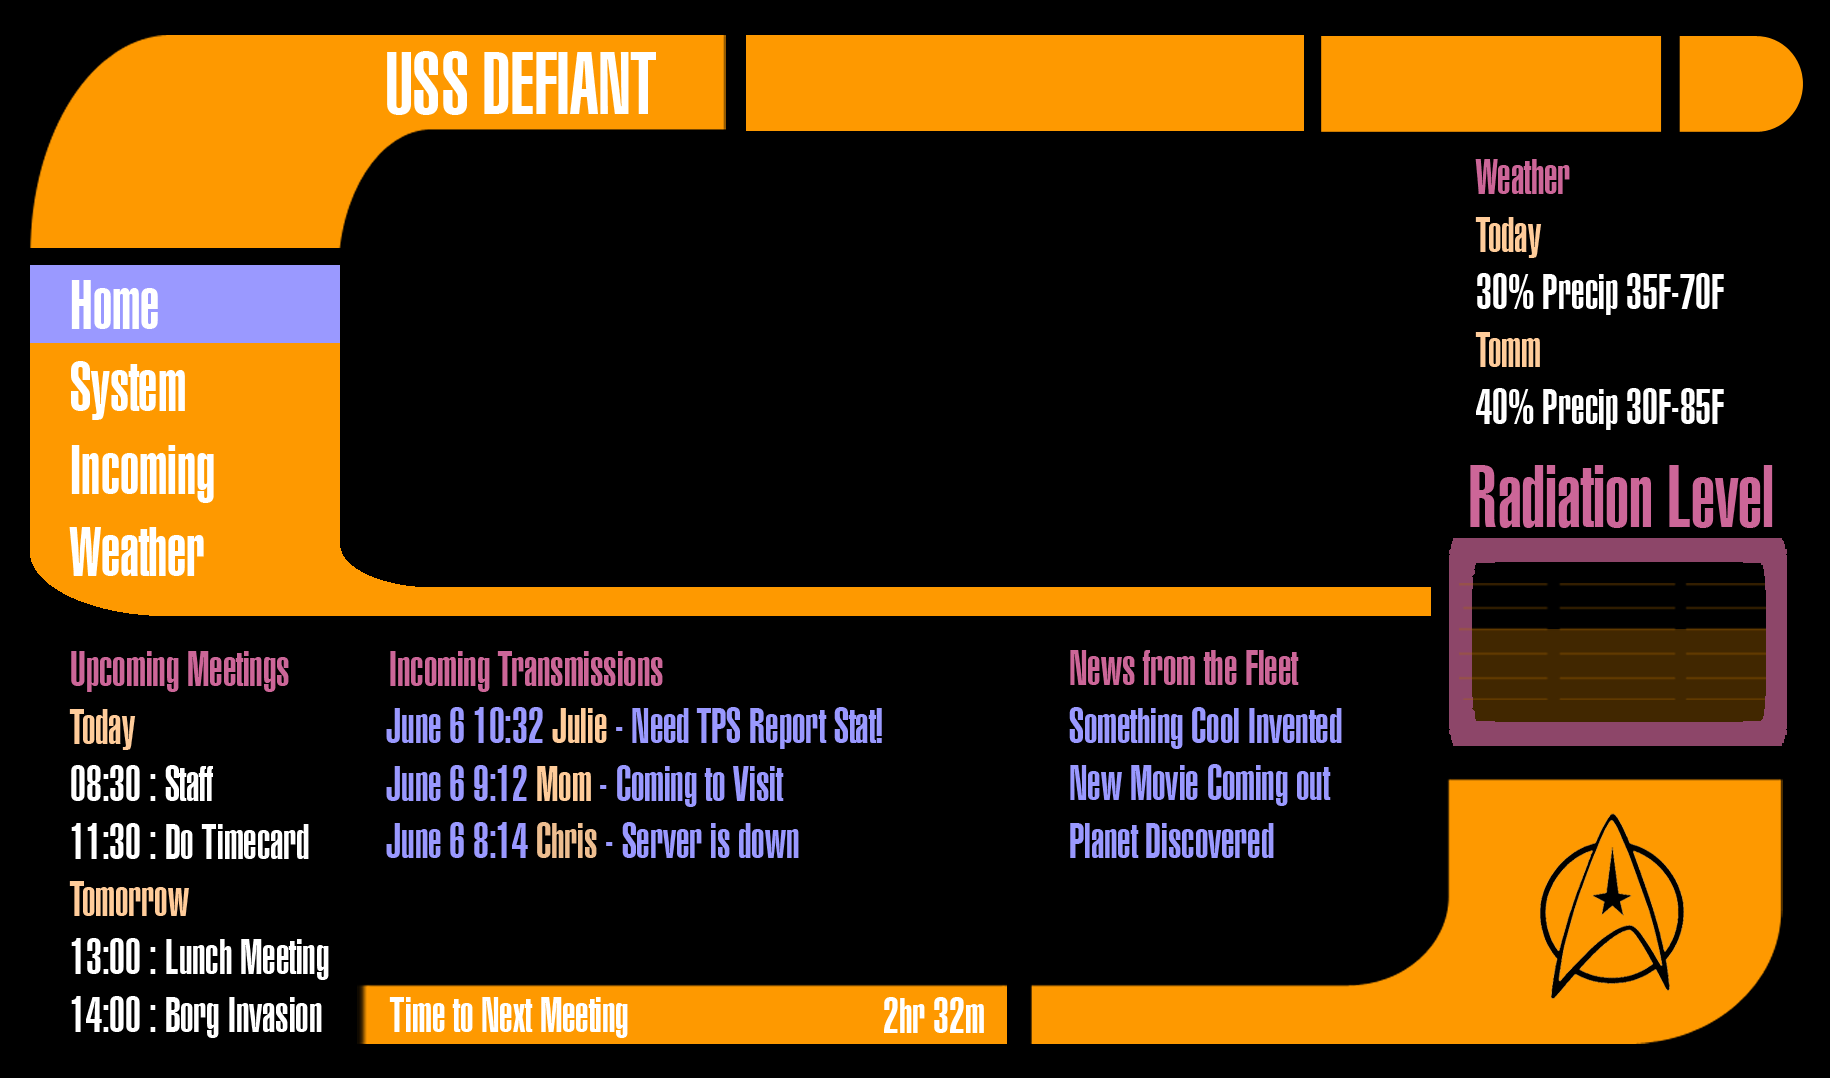 USS DEFIANT
Home
System
Incoming
Weather
Weather
Today
30% Precip 35F-70F
Tomm
40% Precip 30F-85F
Radiation Level
Upcoming Meetings
Today
08:30 : Staff
11:30 : Do Timecard
Tomorrow
13:00 : Lunch Meeting
14:00 : Borg Invasion
Incoming Transmissions
June 6 10:32 Julie - Need TPS Report Stat!
June 6 9:12 Mom - Coming to Visit
June 6 8:14 Chris - Server is down
News from the Fleet
Something Cool Invented
New Movie Coming out
Planet Discovered
Time to Next Meeting 2hr 32m